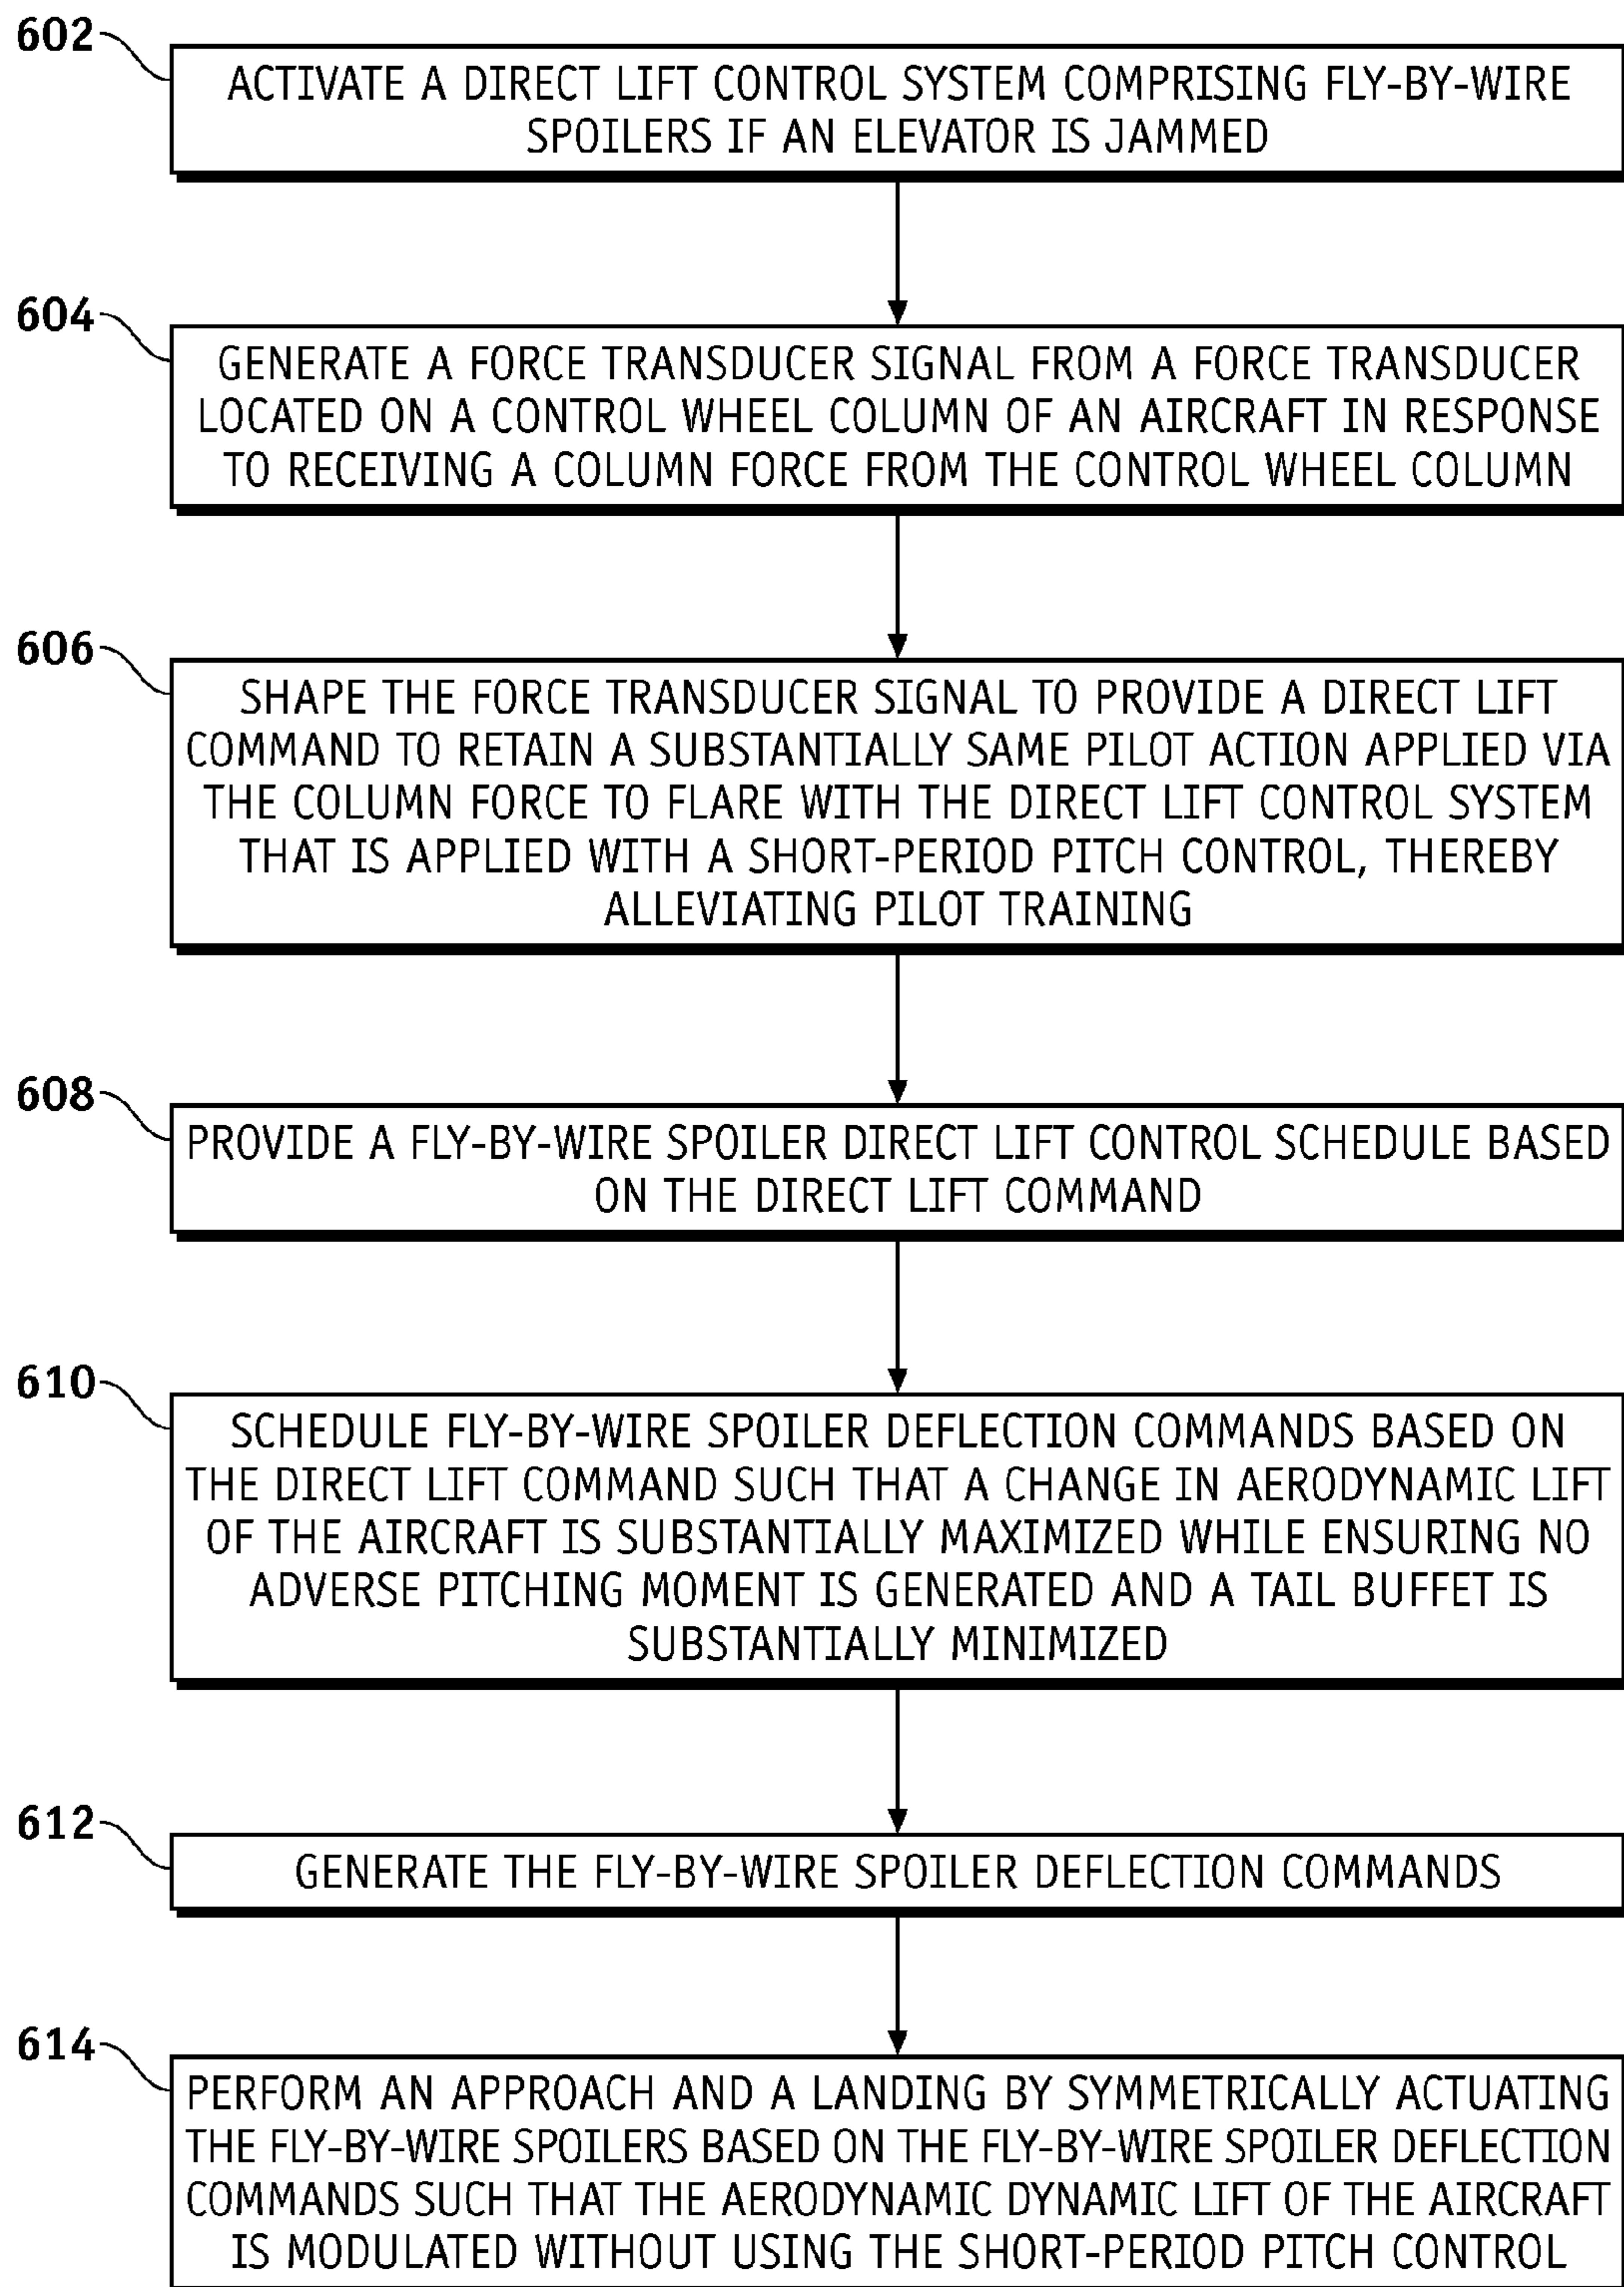 602
ACTIVATE A DIRECT LIFT CONTROL SYSTEM COMPRISING FLY-BY-WIRE
SPOILERS IF AN ELEVATOR IS JAMMED
604
GENERATE A FORCE TRANSDUCER SIGNAL FROM A FORCE TRANSDUCER
LOCATED ON A CONTROL WHEEL COLUMN OF AN AIRCRAFT IN RESPONSE
TO RECEIVING A COLUMN FORCE FROM THE CONTROL WHEEL COLUMN
606
SHAPE THE FORCE TRANSDUCER SIGNAL TO PROVIDE A DIRECT LIFT
COMMAND TO RETAIN A SUBSTANTIALLY SAME PILOT ACTION APPLIED VIA
THE COLUMN FORCE TO FLARE WITH THE DIRECT LIFT CONTROL SYSTEM
THAT IS APPLIED WITH A SHORT-PERIOD PITCH CONTROL, THEREBY
ALLEVIATING PILOT TRAINING
608
PROVIDE A FLY-BY-WIRE SPOILER DIRECT LIFT CONTROL SCHEDULE BASED
ON THE DIRECT LIFT COMMAND
610
SCHEDULE FLY-BY-WIRE SPOILER DEFLECTION COMMANDS BASED ON
THE DIRECT LIFT COMMAND SUCH THAT A CHANGE IN AERODYNAMIC LIFT
OF THE AIRCRAFT IS SUBSTANTIALLY MAXIMIZED WHILE ENSURING NO
ADVERSE PITCHING MOMENT IS GENERATED AND A TAIL BUFFET IS
SUBSTANTIALLY MINIMIZED
612
GENERATE THE FLY-BY-WIRE SPOILER DEFLECTION COMMANDS
614
PERFORM AN APPROACH AND A LANDING BY SYMMETRICALLY ACTUATING
THE FLY-BY-WIRE SPOILERS BASED ON THE FLY-BY-WIRE SPOILER DEFLECTION
COMMANDS SUCH THAT THE AERODYNAMIC DYNAMIC LIFT OF THE AIRCRAFT
IS MODULATED WITHOUT USING THE SHORT-PERIOD PITCH CONTROL